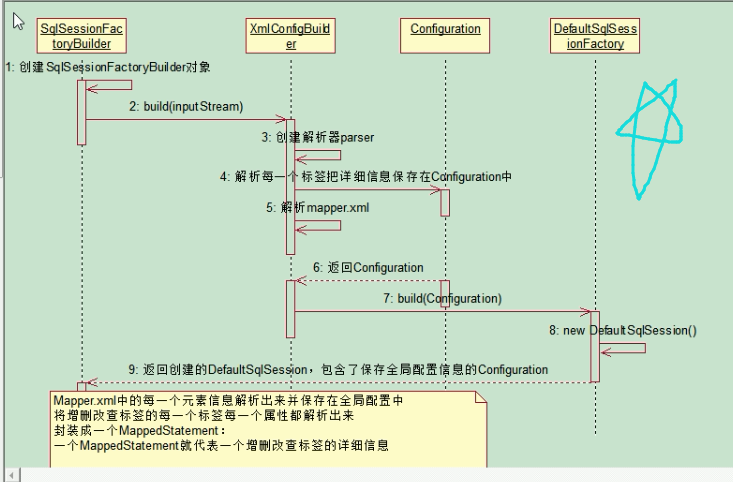 SqlSessionFac
toryBuilder
XmlConfigBuild
er
Configuration
DefaultSqlSess
ionFactory
1: 创建SqlSessionFactoryBuilder对象
2: build(inputStream)
3: 创建解析器parser
4: 解析每一个标签把详细信息保存在Configuration中
5: 解析mapper.xml
6: 返回Configuration
7: build(Configuration)
8: new DefaultSqlSession()
9: 返回创建的DefaultSqlSession，包含了保存全局配置信息的Configuration
Mapper.xml中的每一个元素信息解析出来并保存在全局配置中
将增删改查标签的每一个标签每一个属性都解析出来
封装成一个MappedStatement：
一个MappedStatement就代表一个增删改查标签的详细信息